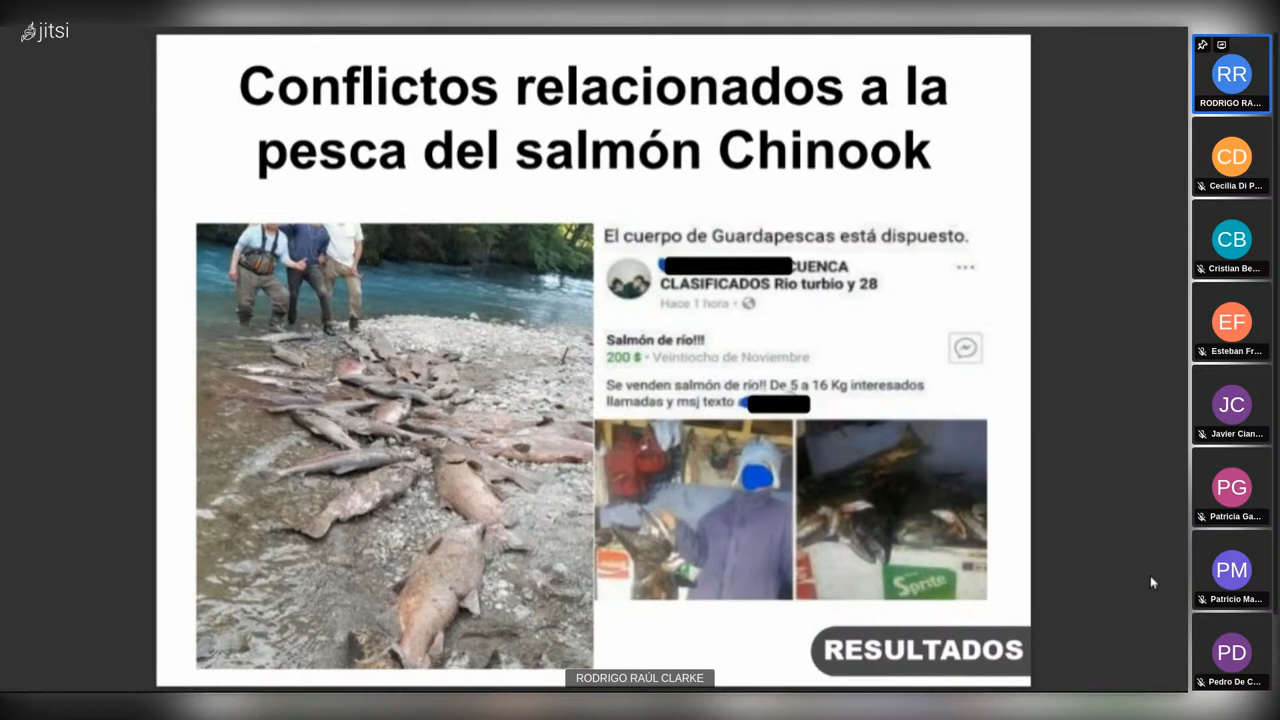 jitsi
Conflictos relacionados a la
pesca del salmón Chinook
El cuerpo de Guardapescas está dispuesto.
CUENCA
CLASIFICADOS Rio turbio y 28
Hace 1 hora
Salmón de río!!!
200 $ · Veintiocho de Noviembre
Se venden salmón de río!! De 5 a 16 Kg interesados
llamadas y msj texto
Sprite
RESULTADOS
RODRIGO RAÚL CLARKE
RR
RODRIGO RA...
CD
Cecilia Di P...
CB
Cristian Be...
EF
Esteban Fr...
JC
Javier Cian...
PG
Patricia Ga...
PM
Patricio Ma...
PD
Pedro De C...